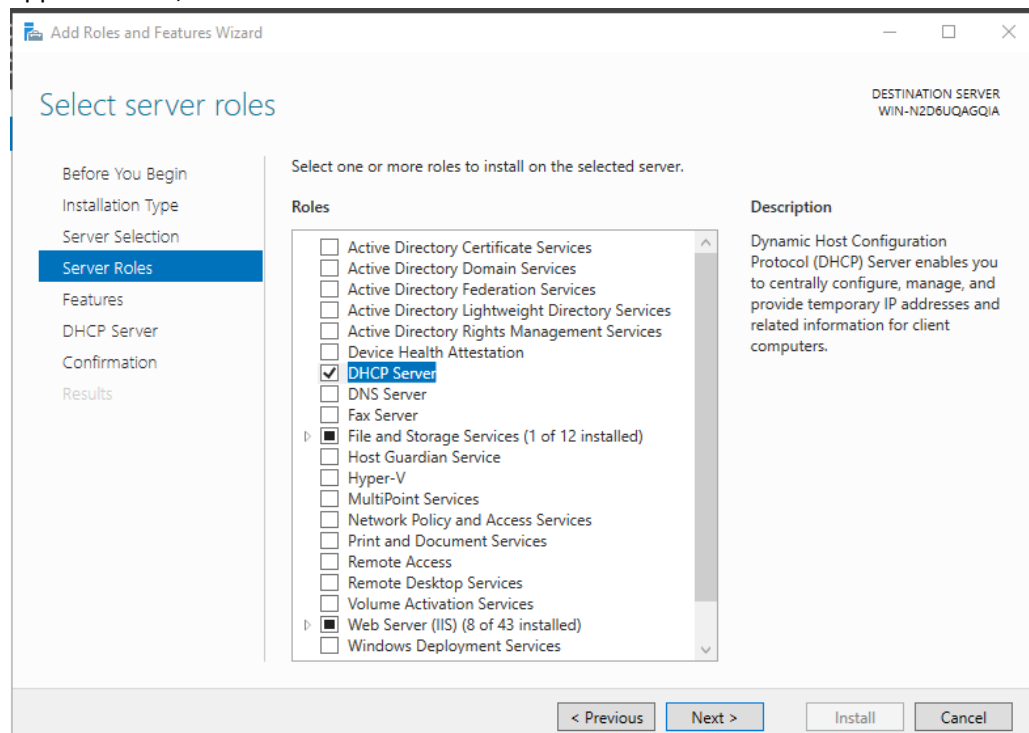 Add Roles and Features Wizard
Select server roles
DESTINATION SERVER
WIN-N2D6UQAGQIA
Before You Begin
Installation Type
Server Selection
Server Roles
Features
DHCP Server
Confirmation
Results
Select one or more roles to install on the selected server.
Roles
Active Directory Certificate Services
Active Directory Domain Services
Active Directory Federation Services
Active Directory Lightweight Directory Services
Active Directory Rights Management Services
Device Health Attestation
DHCP Server
DNS Server
Fax Server
File and Storage Services (1 of 12 installed)
Host Guardian Service
Hyper-V
MultiPoint Services
Network Policy and Access Services
Print and Document Services
Remote Access
Remote Desktop Services
Volume Activation Services
Web Server (IIS) (8 of 43 installed)
Windows Deployment Services
Description
Dynamic Host Configuration
Protocol (DHCP) Server enables you
to centrally configure, manage, and
provide temporary IP addresses and
related information for client
computers.
< Previous
Next >
Install
Cancel